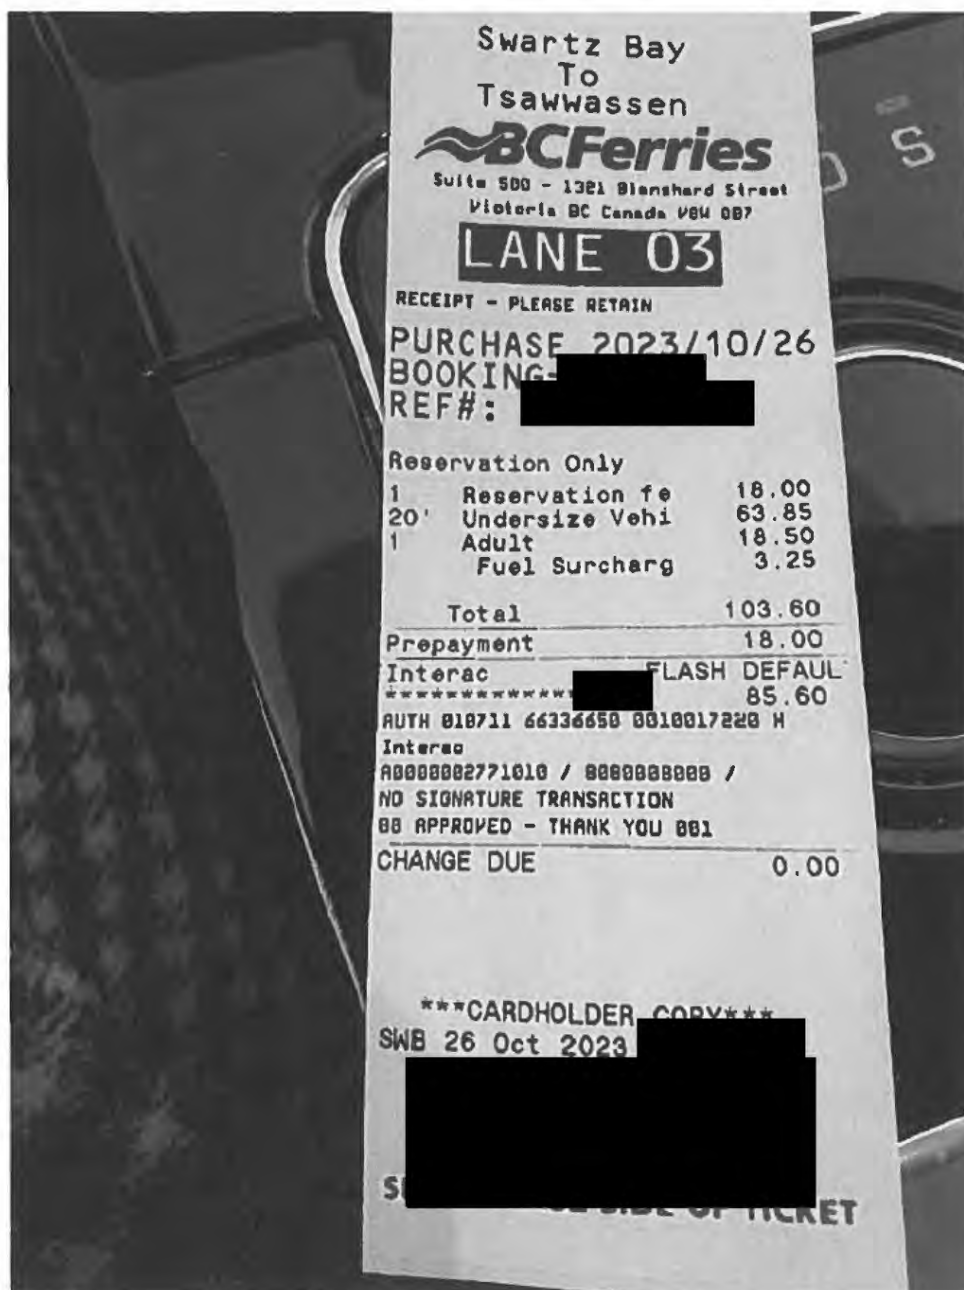 Swartz Bay
To
Tsawwassen
BCFerries
Suite 500 - 1321 Blanshard Street
Victoria BC Canada V8W 0B7
LANE 03
RECEIPT - PLEASE RETAIN
PURCHASE 2023/10/26
BOOKING-
REF#:
Reservation Only
1 Reservation fe 18.00
20' Undersize Vehi 63.85
1 Adult 18.50
Fuel Surcharg 3.25
Total 103.60
Prepayment 18.00
Interac FLASH DEFAUL
************* 85.60
AUTH 010711 66336650 0010017220 H
Interac
A0000002771010 / 8080008000 /
NO SIGNATURE TRANSACTION
00 APPROVED - THANK YOU 001
CHANGE DUE 0.00
***CARDHOLDER COPY***
SWB 26 Oct 2023
SIDE OF TICKET
D S